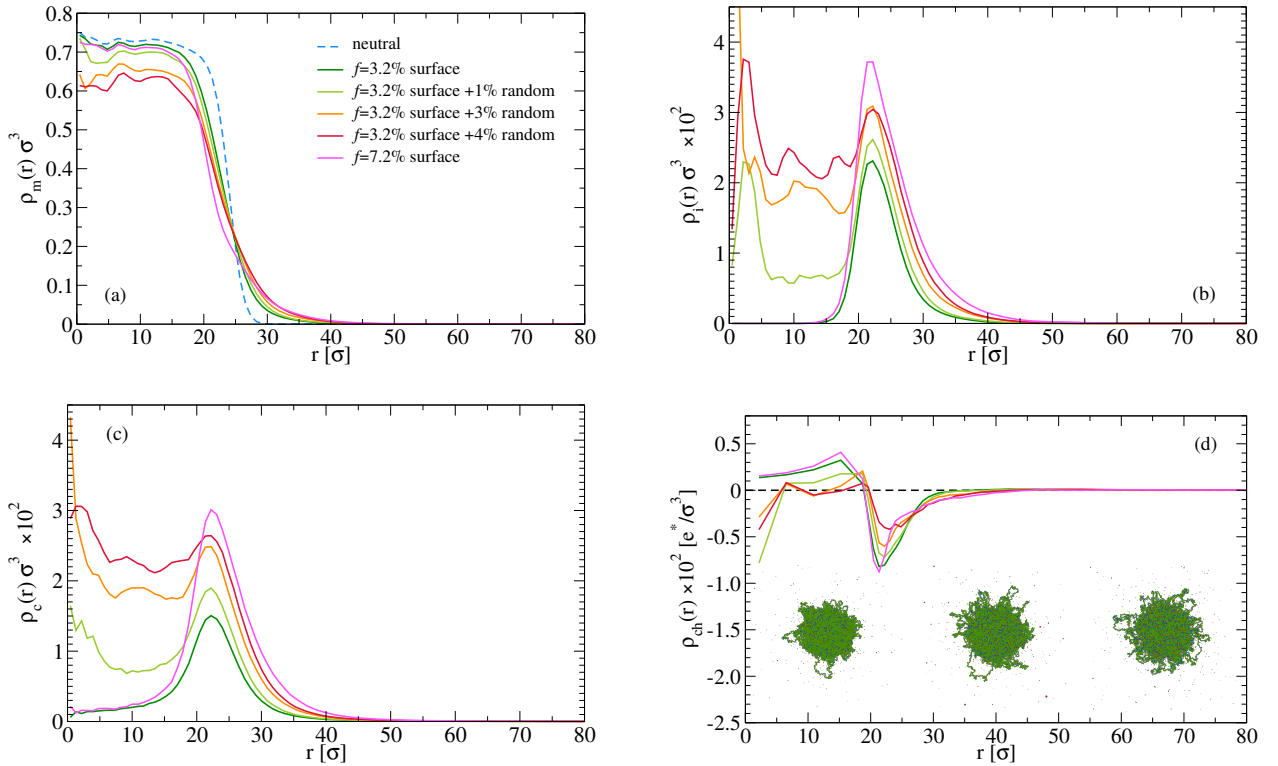 0.8
0.7
0.6
0.5
0.4
0.3
0.2
0.1
0
ρm(r) σ³
neutral
f=3.2% surface
f=3.2% surface +1% random
f=3.2% surface +3% random
f=3.2% surface +4% random
f=7.2% surface
(a)
0 10 20 30 40 50 60 70 80
r [σ]
4
3
2
1
0
ρi(r) σ³ ×10²
(b)
0 10 20 30 40 50 60 70 80
r [σ]
4
3
2
1
0
ρc(r) σ³ ×10²
(c)
0 10 20 30 40 50 60 70 80
r [σ]
0.5
0
-0.5
-1.0
-1.5
-2.0
-2.5
ρch(r) ×10² [e*/σ³]
(d)
0 10 20 30 40 50 60 70 80
r [σ]